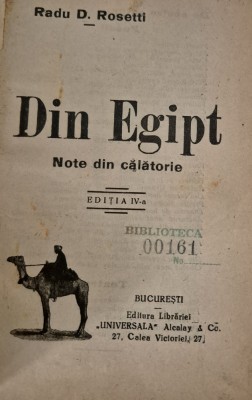 Radu D. Rosetti
Din Egipt
Note din călătorie
EDIȚIA IV-a
BIBLIOTECA
00161
No.
BUCUREȘTI
Editura Librăriei
„UNIVERSALA" Alcalay & Co.
27, Calea Victoriei, 27,